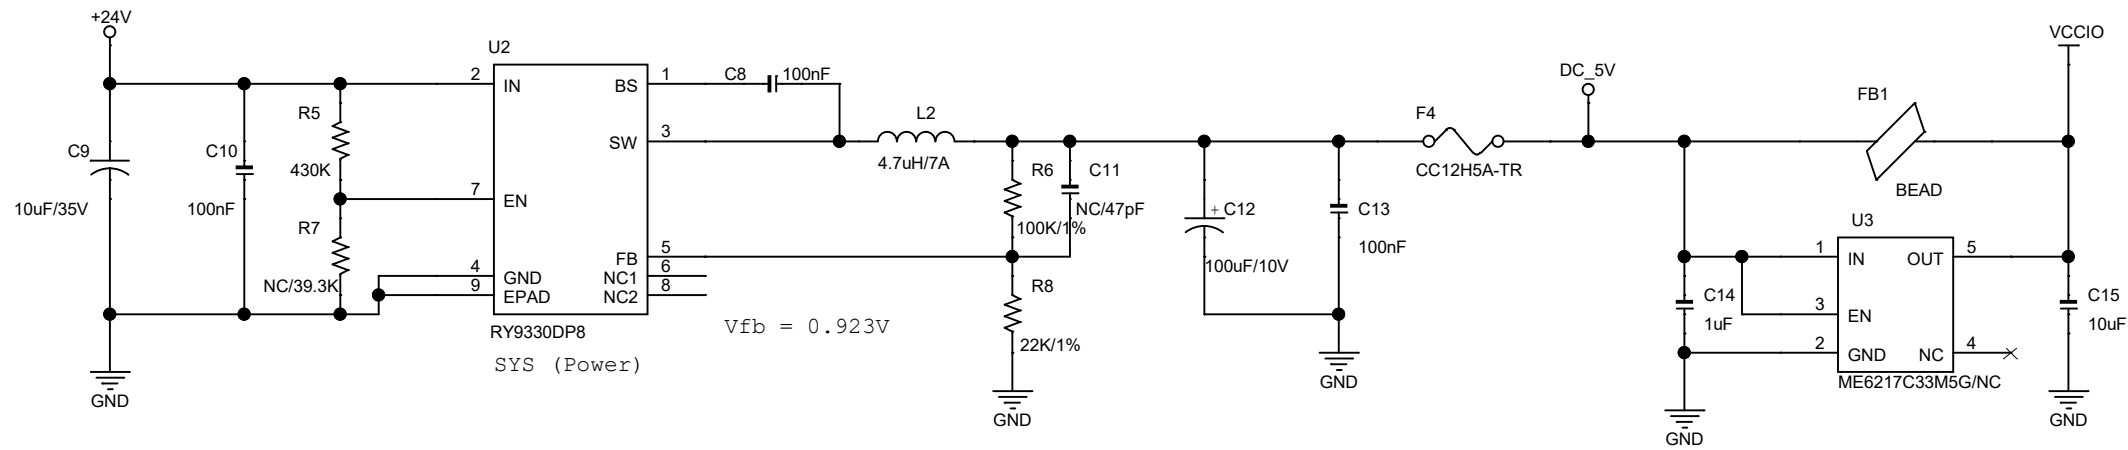 +24V
U2
VCCIO
2
IN
BS
1
C8
100nF
DC_5V
FB1
R5
430K
SW
3
L2
4.7uH/7A
F4
CC12H5A-TR
C9
10uF/35V
C10
100nF
7
EN
R6
100K/1%
C11
NC/47pF
+
C12
100uF/10V
C13
100nF
BEAD
R7
NC/39.3K
FB
5
4
GND
NC1
6
9
EPAD
NC2
8
R8
22K/1%
U3
1
IN
OUT
5
3
EN
2
GND
NC
4
ME6217C33M5G/NC
C14
1uF
C15
10uF
RY9330DP8
Vfb = 0.923V
SYS (Power)
GND
GND
GND
GND
GND